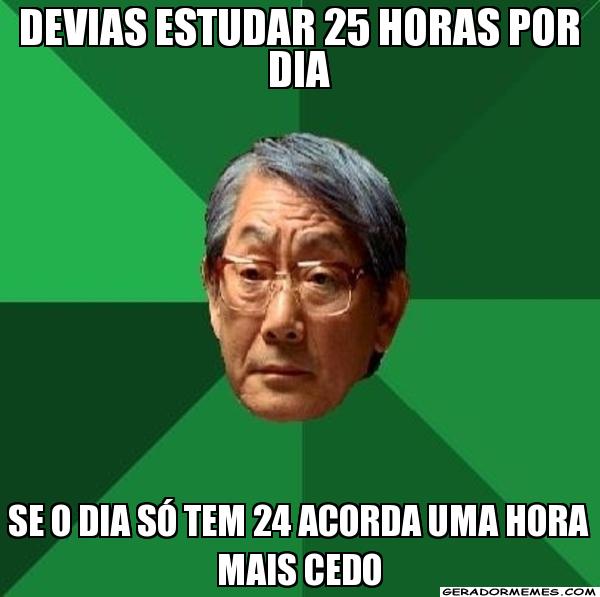 DEVIAS ESTUDAR 25 HORAS POR
DIA
SE O DIA SÓ TEM 24 ACORDA UMA HORA
MAIS CEDO
GERADORMEMES.COM